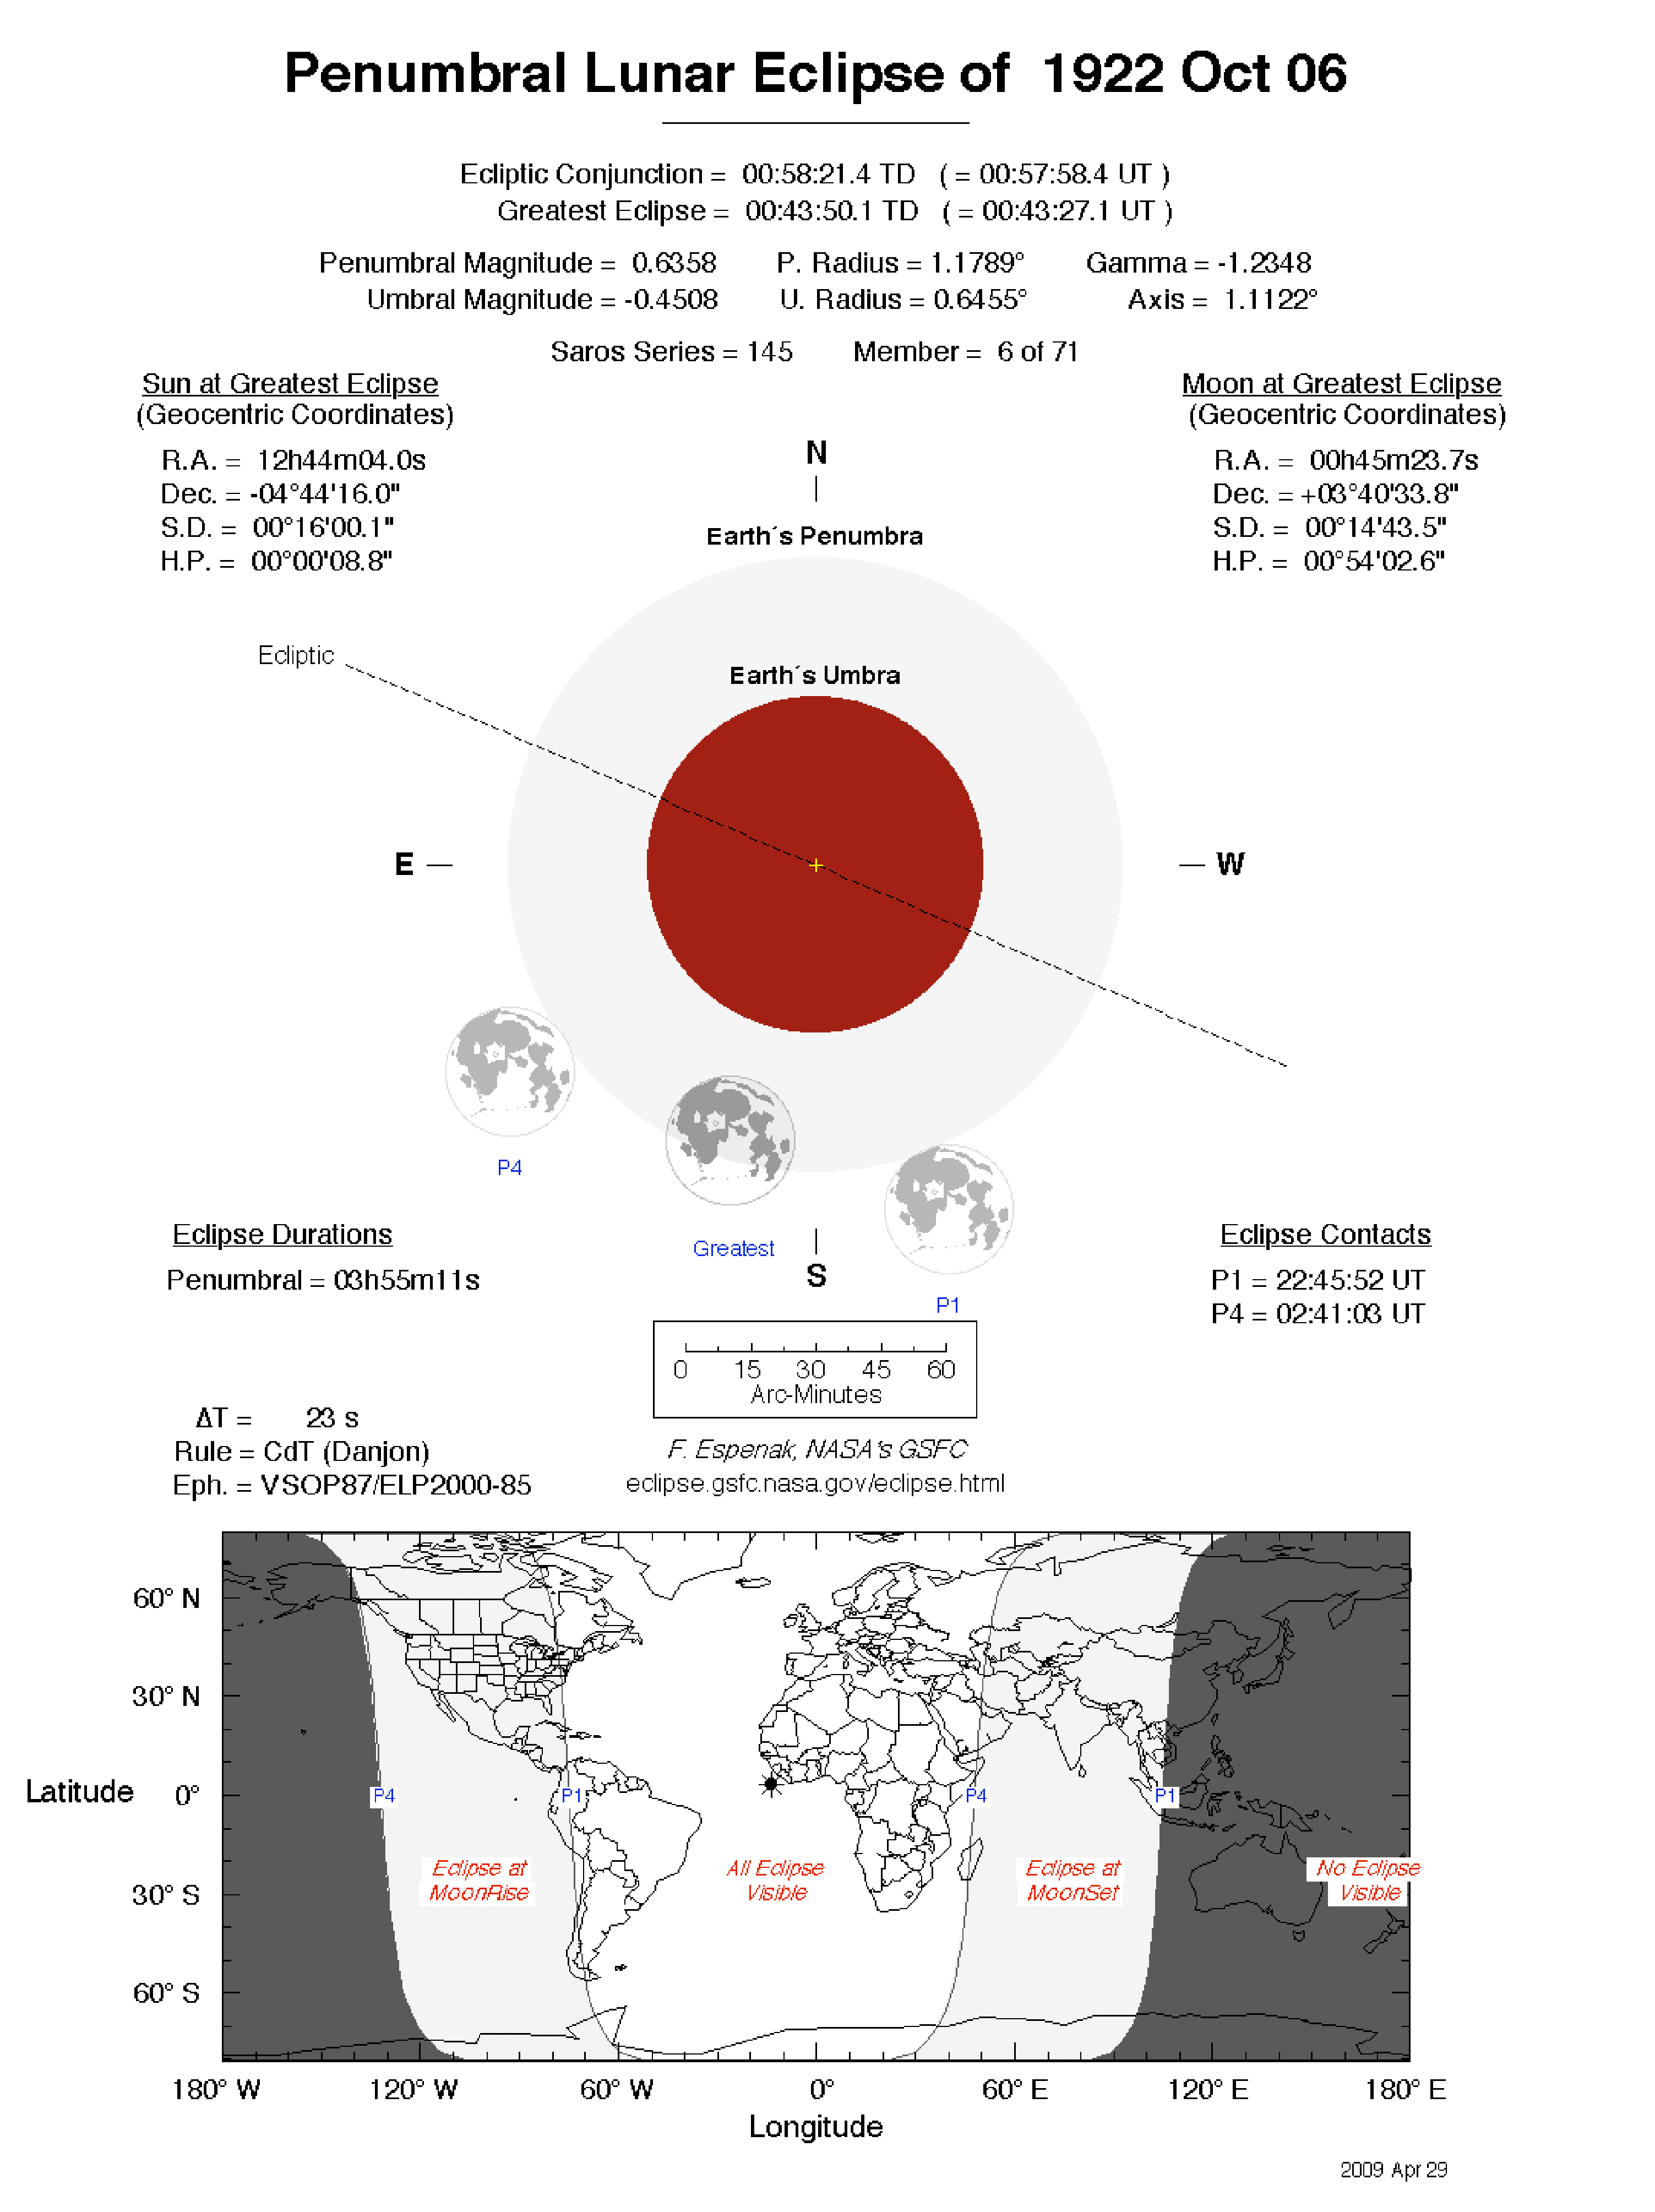 Penumbral Lunar Eclipse of 1922 Oct 06
Ecliptic Conjunction = 00:58:21.4 TD ( = 00:57:58.4 UT )
Greatest Eclipse = 00:43:50.1 TD ( = 00:43:27.1 UT )
Penumbral Magnitude = 0.6358 P. Radius = 1.1789° Gamma = -1.2348
Umbral Magnitude = -0.4508 U. Radius = 0.6455° Axis = 1.1122°
Saros Series = 145 Member = 6 of 71
Sun at Greatest Eclipse
(Geocentric Coordinates)
R.A. = 12h44m04.0s
Dec. = -04°44'16.0"
S.D. = 00°16'00.1"
H.P. = 00°00'08.8"
Moon at Greatest Eclipse
(Geocentric Coordinates)
R.A. = 00h45m23.7s
Dec. = +03°40'33.8"
S.D. = 00°14'43.5"
H.P. = 00°54'02.6"
N
Earth´s Penumbra
Ecliptic
Earth´s Umbra
E
W
P4
Greatest
S
P1
Eclipse Durations
Penumbral = 03h55m11s
Eclipse Contacts
P1 = 22:45:52 UT
P4 = 02:41:03 UT
0 15 30 45 60
Arc-Minutes
ΔT = 23 s
Rule = CdT (Danjon)
Eph. = VSOP87/ELP2000-85
F. Espenak, NASA's GSFC
eclipse.gsfc.nasa.gov/eclipse.html
60° N
30° N
Latitude 0°
30° S
60° S
P4 P1 P4 P1
Eclipse at
MoonRise
All Eclipse
Visible
Eclipse at
MoonSet
No Eclipse
Visible
180° W 120° W 60° W 0° 60° E 120° E 180° E
Longitude
2009 Apr 29